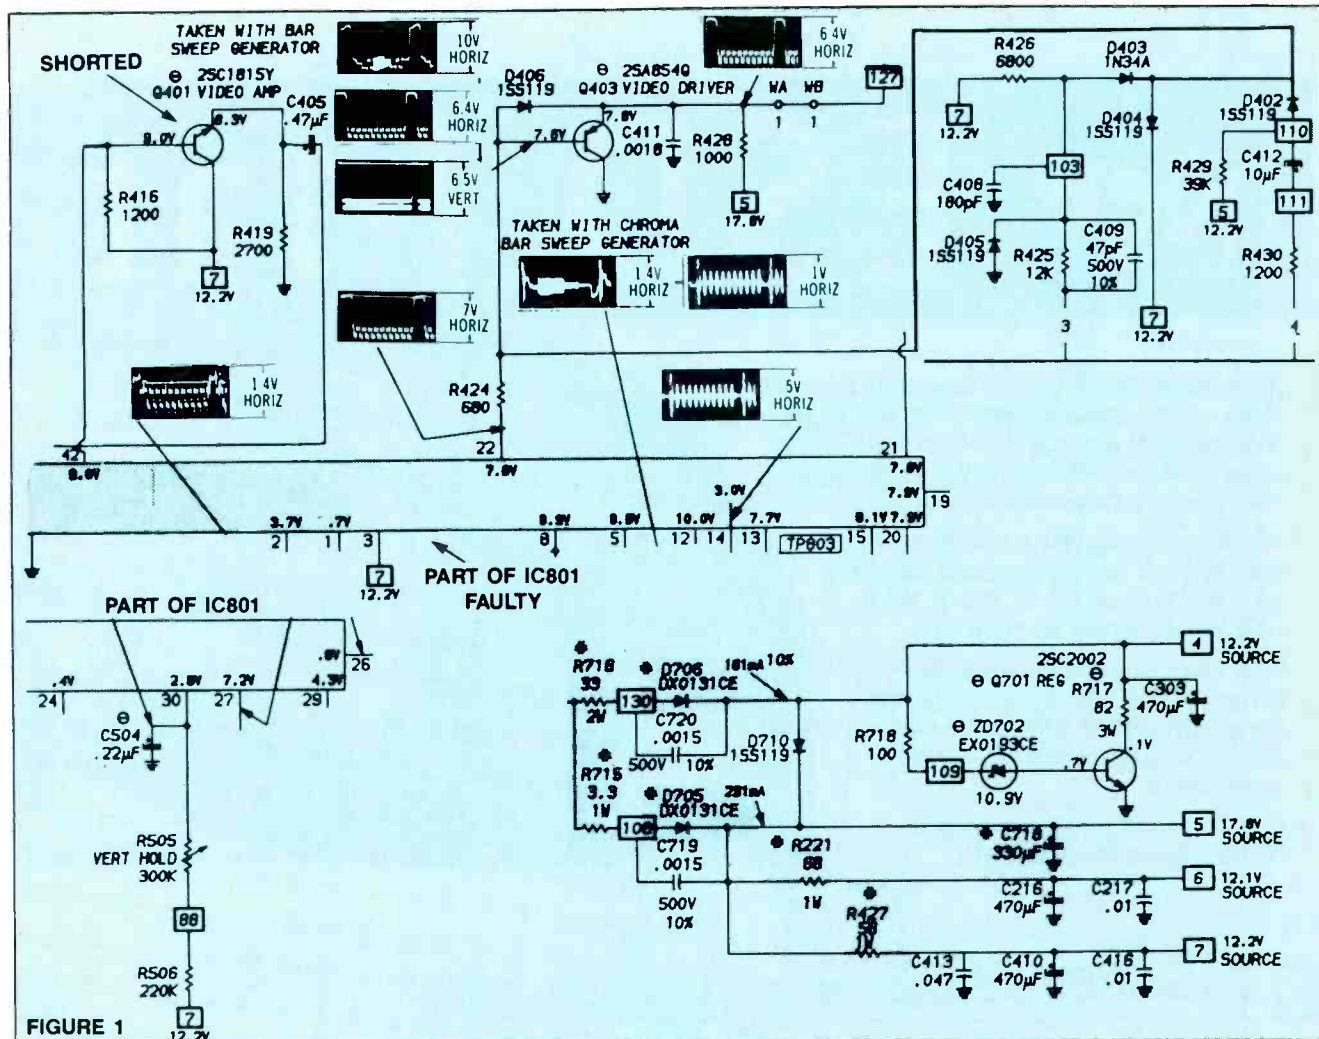 TAKEN WITH BAR
SWEEP GENERATOR
SHORTED
⊖ 2SC1815Y
Q401 VIDEO AMP
C405
.47µF
8.3V
9.0V
R416
1200
R419
2700
7
12.2V
10V
HORIZ
6.4V
HORIZ
6.5V
VERT
7V
HORIZ
1.4V
HORIZ
D406
1SS119
⊖ 2SA854Q
Q403 VIDEO DRIVER
7.8V
7.8V
C411
.0018
R428
1000
5
17.8V
WA
WB
1
1
127
6.4V
HORIZ
TAKEN WITH CHROMA
BAR SWEEP GENERATOR
1.4V
HORIZ
1V
HORIZ
5V
HORIZ
R424
680
R426
6800
D403
1N34A
7
12.2V
D404
1SS119
D402
1SS119
110
103
C408
180pF
R429
39K
C412
10µF
5
12.2V
111
D405
1SS119
R425
12K
C409
47pF
500V
10%
R430
1200
7
12.2V
3
4
42
22
21
7.8V
7.9V
19
3.7V
.7V
10.0V
3.0V
7.7V
8.1V
7.9V
2
1
3
8
5
12
14
13
TP803
15
20
7
12.2V
PART OF IC801
FAULTY
PART OF IC801
26
.4V
2.8V
7.2V
4.3V
24
30
27
29
⊖
C504
.22µF
R505
VERT HOLD
300K
88
R506
220K
7
12.2V
FIGURE 1
R716
33
2W
130
D706
DX0131CE
C720
.0015
500V
10%
181mA
10%
R715
3.3
1W
D705
DX0131CE
C719
.0015
500V
10%
281mA
D710
1SS119
R718
100
109
⊖ ZD702
EX0193CE
10.9V
2SC2002
⊖ Q701 REG
⊖
R717
82
3W
.1V
.7V
C303
470µF
4
12.2V
SOURCE
C718
330µF
5
17.8V
SOURCE
R221
68
1W
C216
470µF
C217
.01
6
12.1V
SOURCE
R427
C413
.047
C410
470µF
C416
.01
7
12.2V
SOURCE